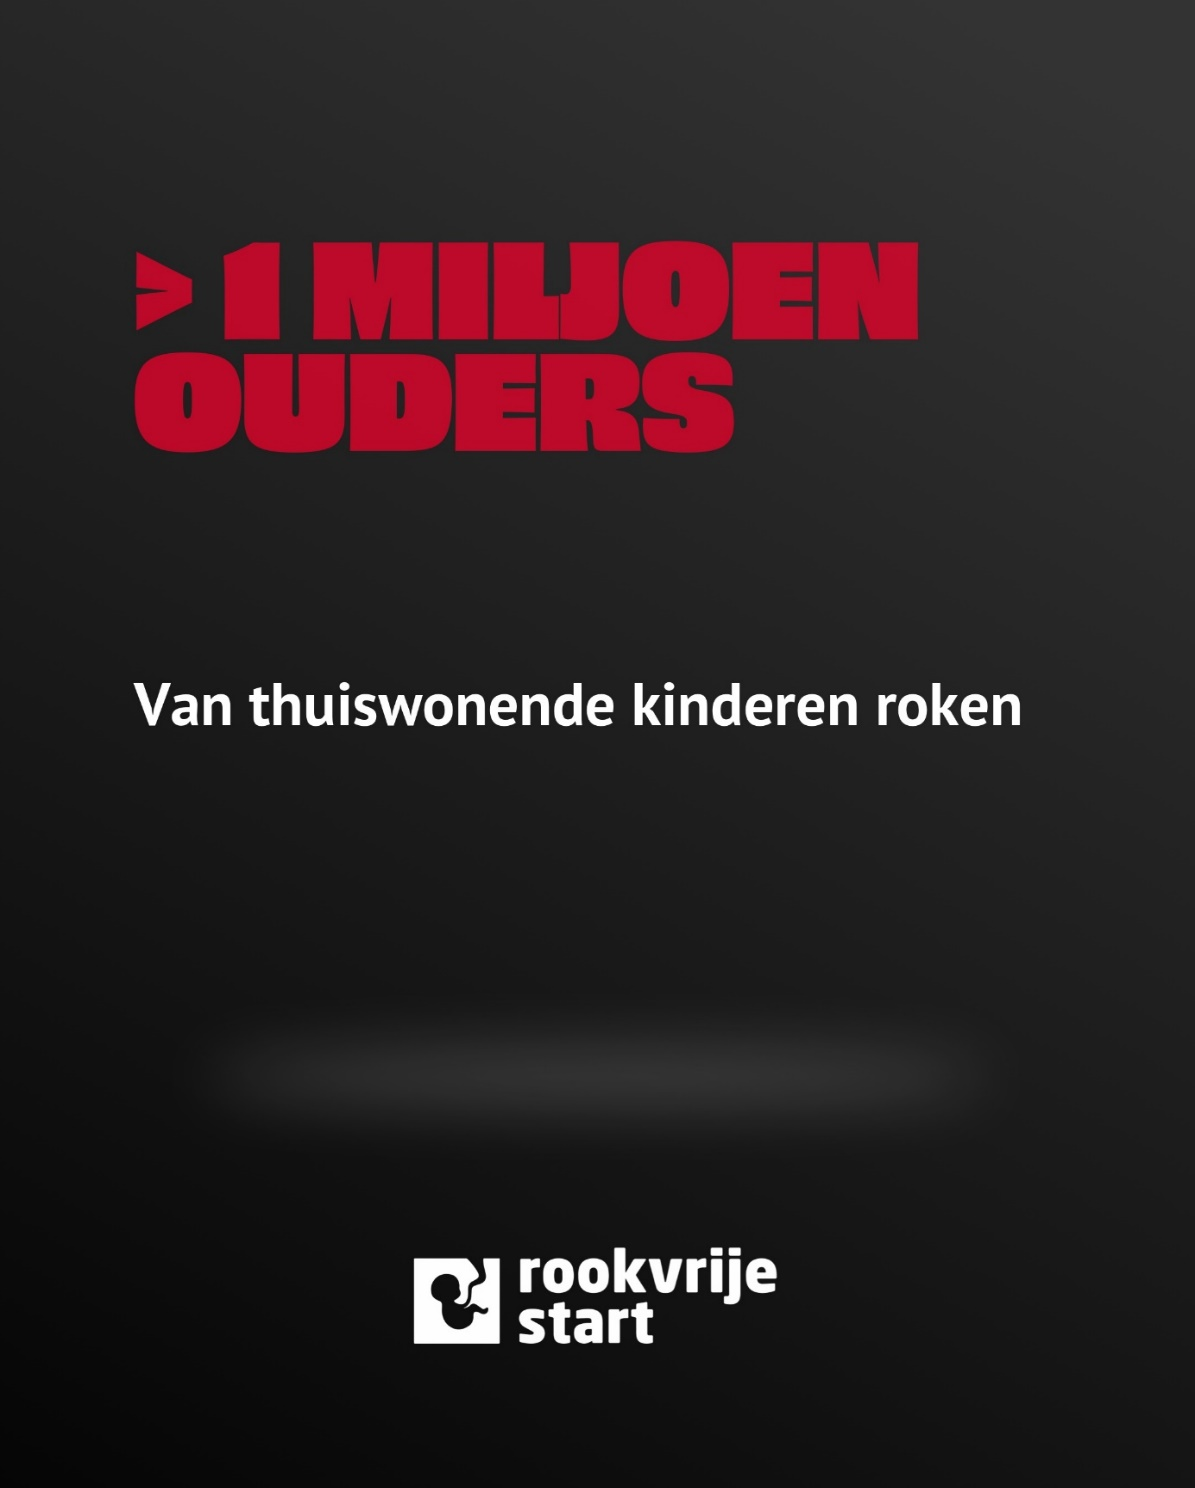 > 1 MILJOEN
OUDERS
Van thuiswonende kinderen roken
rookvrije
start